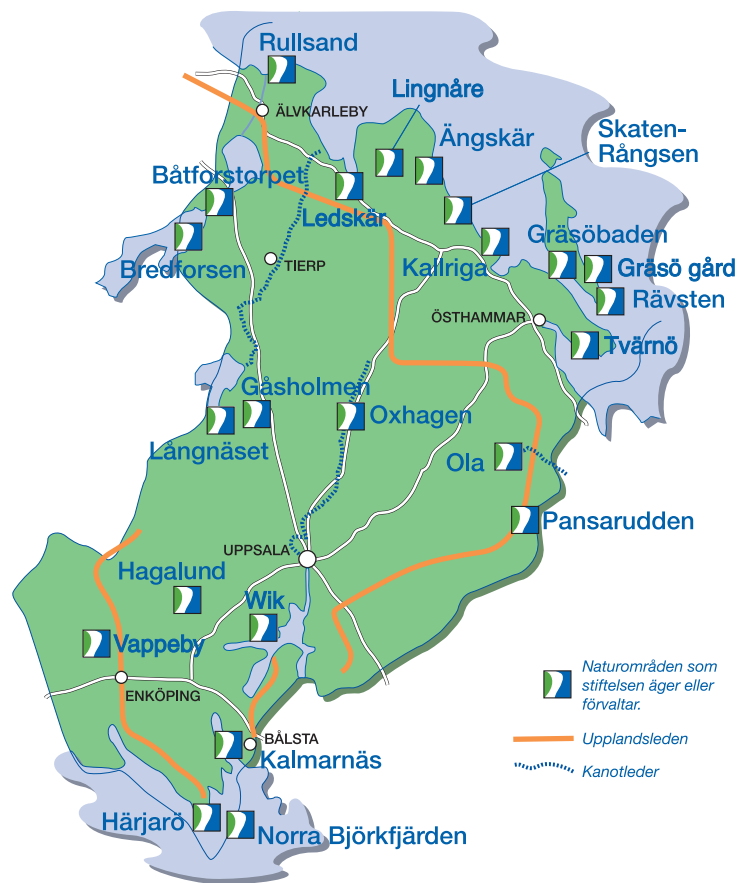 Rullsand
Lingnåre
ÄLVKARLEBY
Ängskär
Skaten-
Rångsen
Båtforstorpet
Ledskär
Gräsöbaden
Bredforsen
TIERP
Kallriga
Gräsö gård
Rävsten
ÖSTHAMMAR
Tvärnö
Gåsholmen
Oxhagen
Långnäset
Ola
Pansarudden
UPPSALA
Hagalund
Wik
Vappeby
ENKÖPING
Naturområden som
stiftelsen äger eller
förvaltar.
Upplandsleden
BÅLSTA
Kalmarnäs
Kanotleder
Härjarö
Norra Björkfjärden